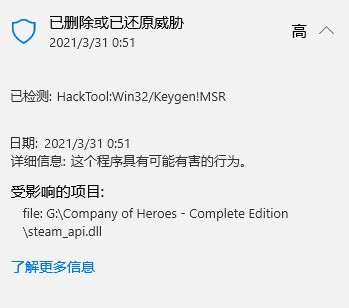 已删除或已还原威胁
2021/3/31 0:51
高
已检测: HackTool:Win32/Keygen!MSR
日期: 2021/3/31 0:51
详细信息: 这个程序具有可能有害的行为。
受影响的项目:
file: G:\Company of Heroes - Complete Edition
\steam_api.dll
了解更多信息